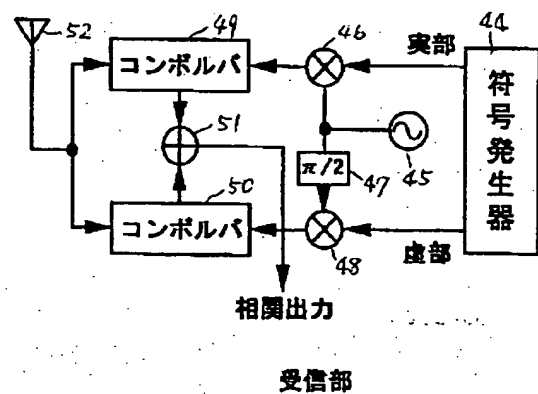 52
49
コンボルバ
46
実部
44
符号発生器
51
π/2
47
45
50
コンボルバ
48
虚部
相関出力
受信部